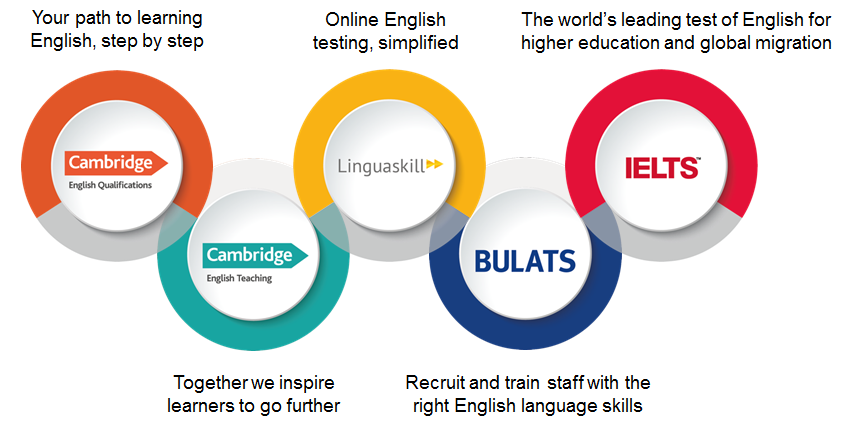 Your path to learning
English, step by step
Online English
testing, simplified
The world’s leading test of English for
higher education and global migration
Cambridge
English Qualifications
Linguaskill
IELTS™
Cambridge
English Teaching
BULATS
Together we inspire
learners to go further
Recruit and train staff with the
right English language skills